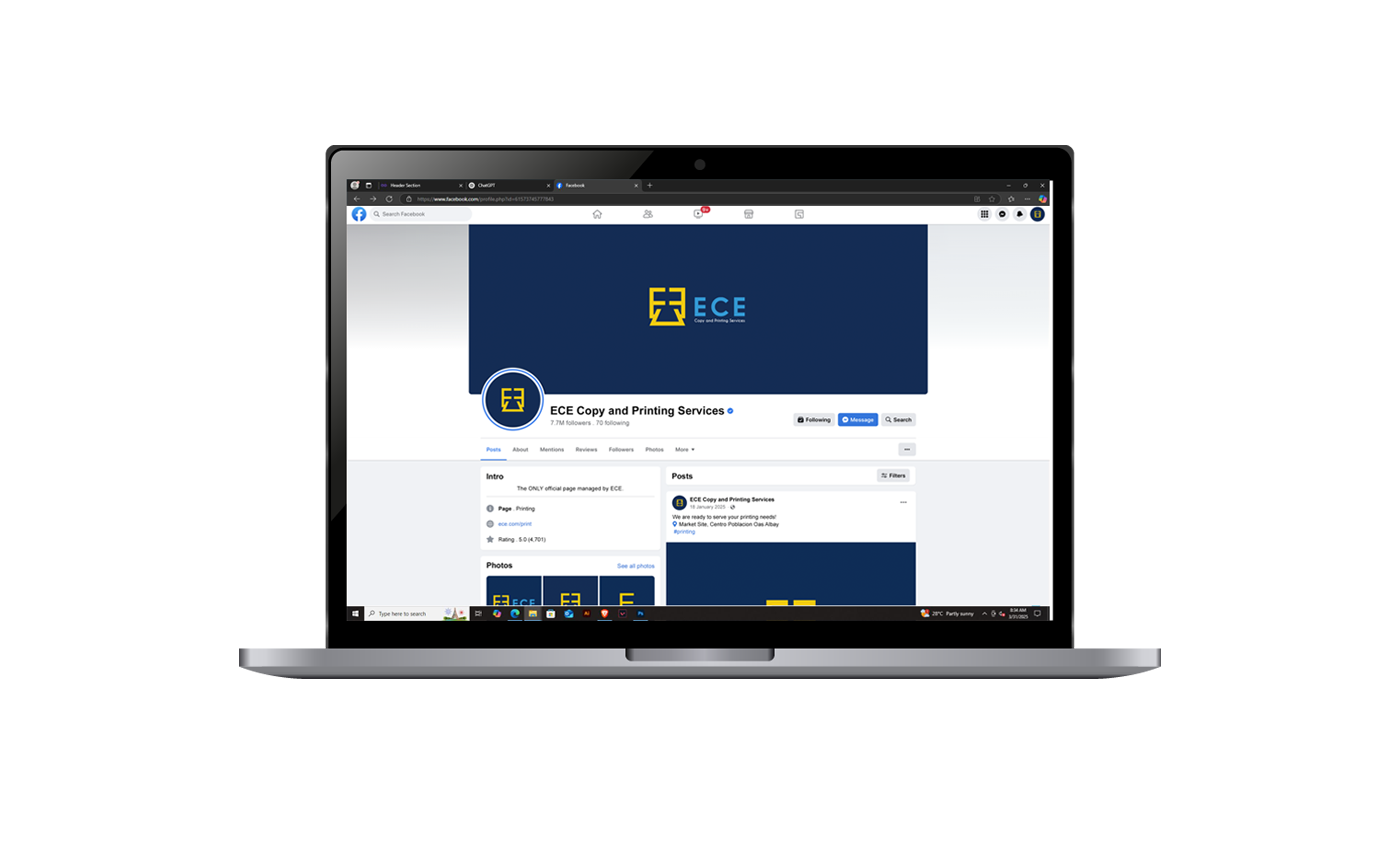 Header Section
ChatGPT
Facebook
https://www.facebook.com/profile.php?id=61573745777843
Search Facebook
ECE
Copy and Printing Services
ECE Copy and Printing Services
7.7M followers . 70 following
Following
Message
Search
Posts
About
Mentions
Reviews
Followers
Photos
More
Intro
The ONLY official page managed by ECE.
Page . Printing
ece.com/print
Rating . 5.0 (4,701)
Photos
See all photos
ECE
Posts
Filters
ECE Copy and Printing Services
16 January 2025
We are ready to serve your printing needs!
Market Site, Centro Poblacion Oas Albay
#printing
Type here to search
Ai
Ps
28°C Partly sunny
8:34 AM
3/31/2025